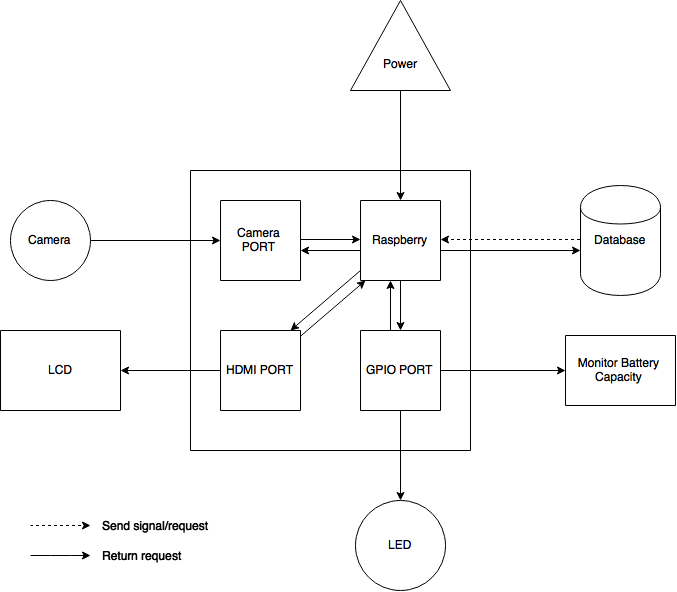 Power
Camera
Camera
PORT
Raspberry
Database
LCD
HDMI PORT
GPIO PORT
Monitor Battery
Capacity
Send signal/request
Return request
LED